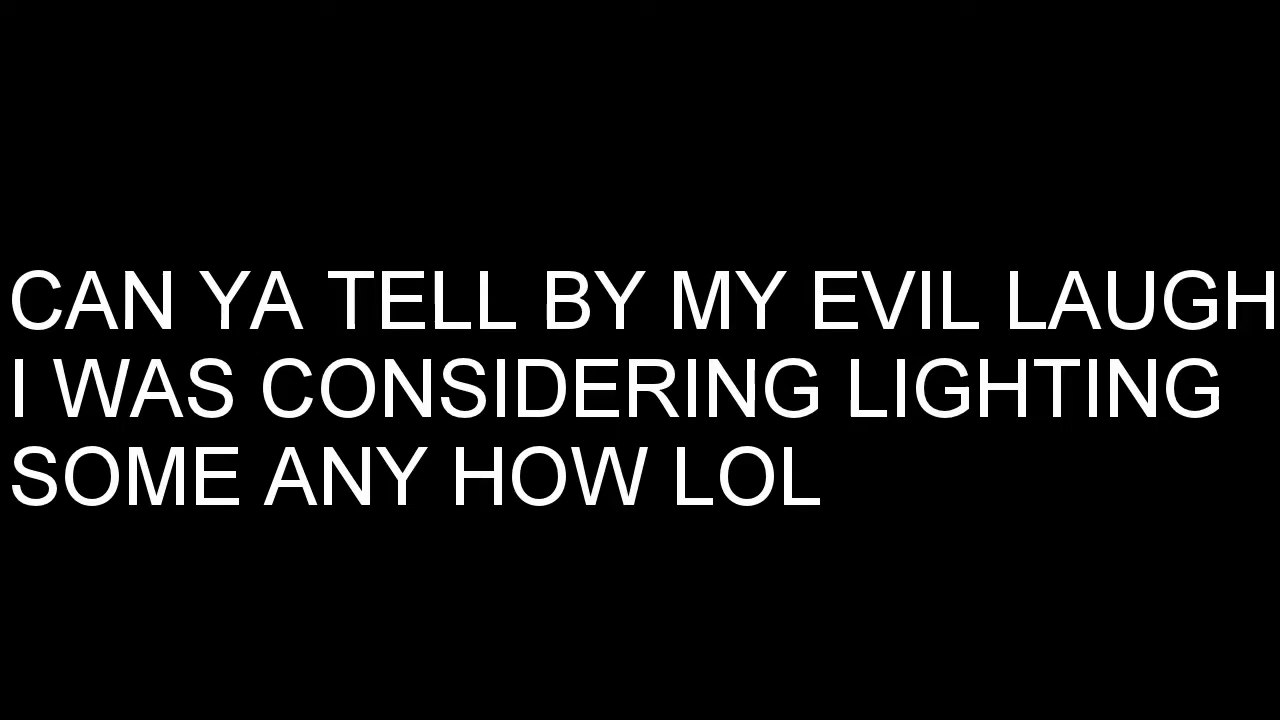 CAN YA TELL BY MY EVIL LAUGH
I WAS CONSIDERING LIGHTING
SOME ANY HOW LOL